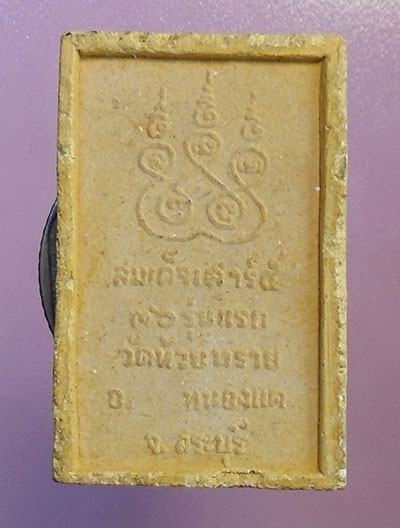 สมเด็จเสาร์๕
๓๖ รุ่นแรก
วัดห้วยทราย
อ. หนองแค
จ. สระบุรี